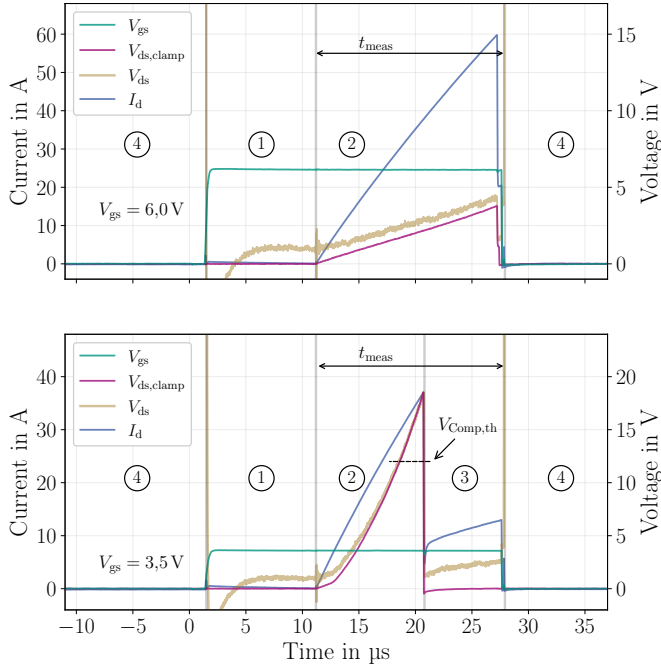 60
50
40
30
20
10
0
Current in A
V_gs
V_ds,clamp
V_ds
I_d
t_meas
4
1
2
4
V_gs = 6,0 V
15
10
5
0
Voltage in V
40
30
20
10
0
Current in A
V_gs
V_ds,clamp
V_ds
I_d
t_meas
V_Comp,th
4
1
2
3
4
V_gs = 3,5 V
20
15
10
5
0
Voltage in V
−10
−5
0
5
10
15
20
25
30
35
Time in µs